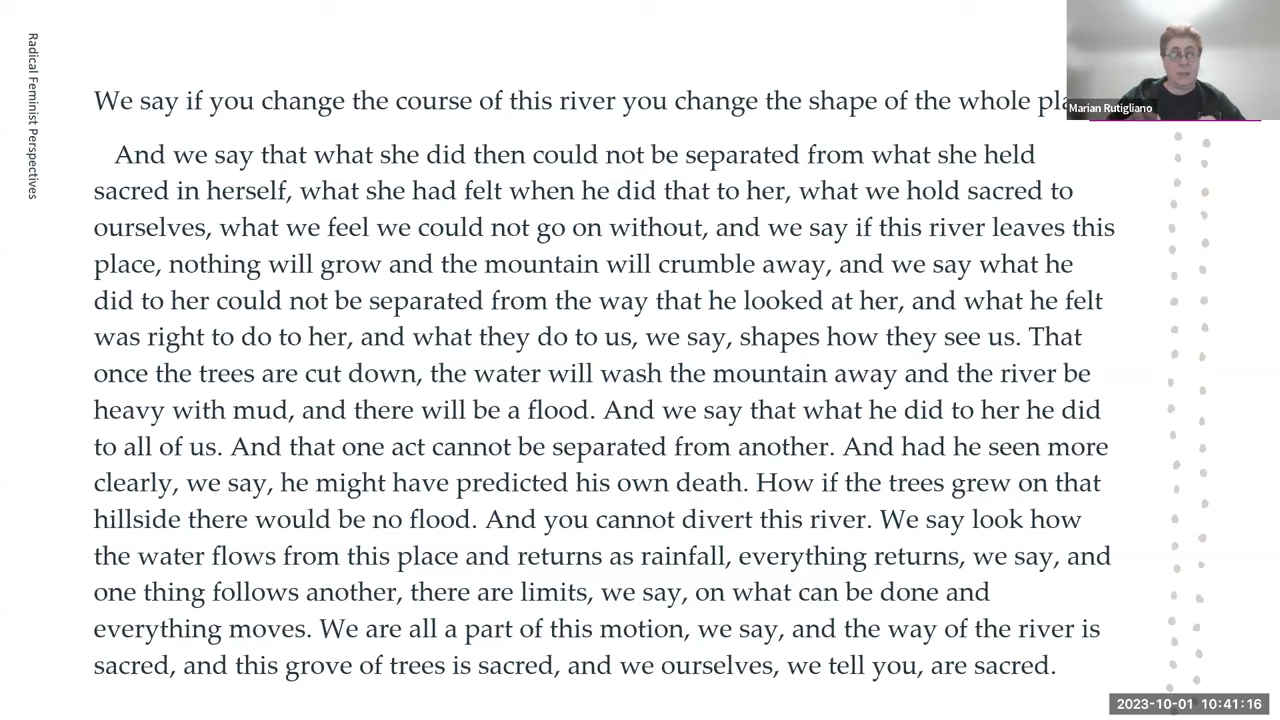 Radical Feminist Perspectives
We say if you change the course of this river you change the shape of the whole
Marian Rutigliano
And we say that what she did then could not be separated from what she held
sacred in herself, what she had felt when he did that to her, what we hold sacred to
ourselves, what we feel we could not go on without, and we say if this river leaves this
place, nothing will grow and the mountain will crumble away, and we say what he
did to her could not be separated from the way that he looked at her, and what he felt
was right to do to her, and what they do to us, we say, shapes how they see us. That
once the trees are cut down, the water will wash the mountain away and the river be
heavy with mud, and there will be a flood. And we say that what he did to her he did
to all of us. And that one act cannot be separated from another. And had he seen more
clearly, we say, he might have predicted his own death. How if the trees grew on that
hillside there would be no flood. And you cannot divert this river. We say look how
the water flows from this place and returns as rainfall, everything returns, we say, and
one thing follows another, there are limits, we say, on what can be done and
everything moves. We are all a part of this motion, we say, and the way of the river is
sacred, and this grove of trees is sacred, and we ourselves, we tell you, are sacred.
2023-10-01 10:41:16